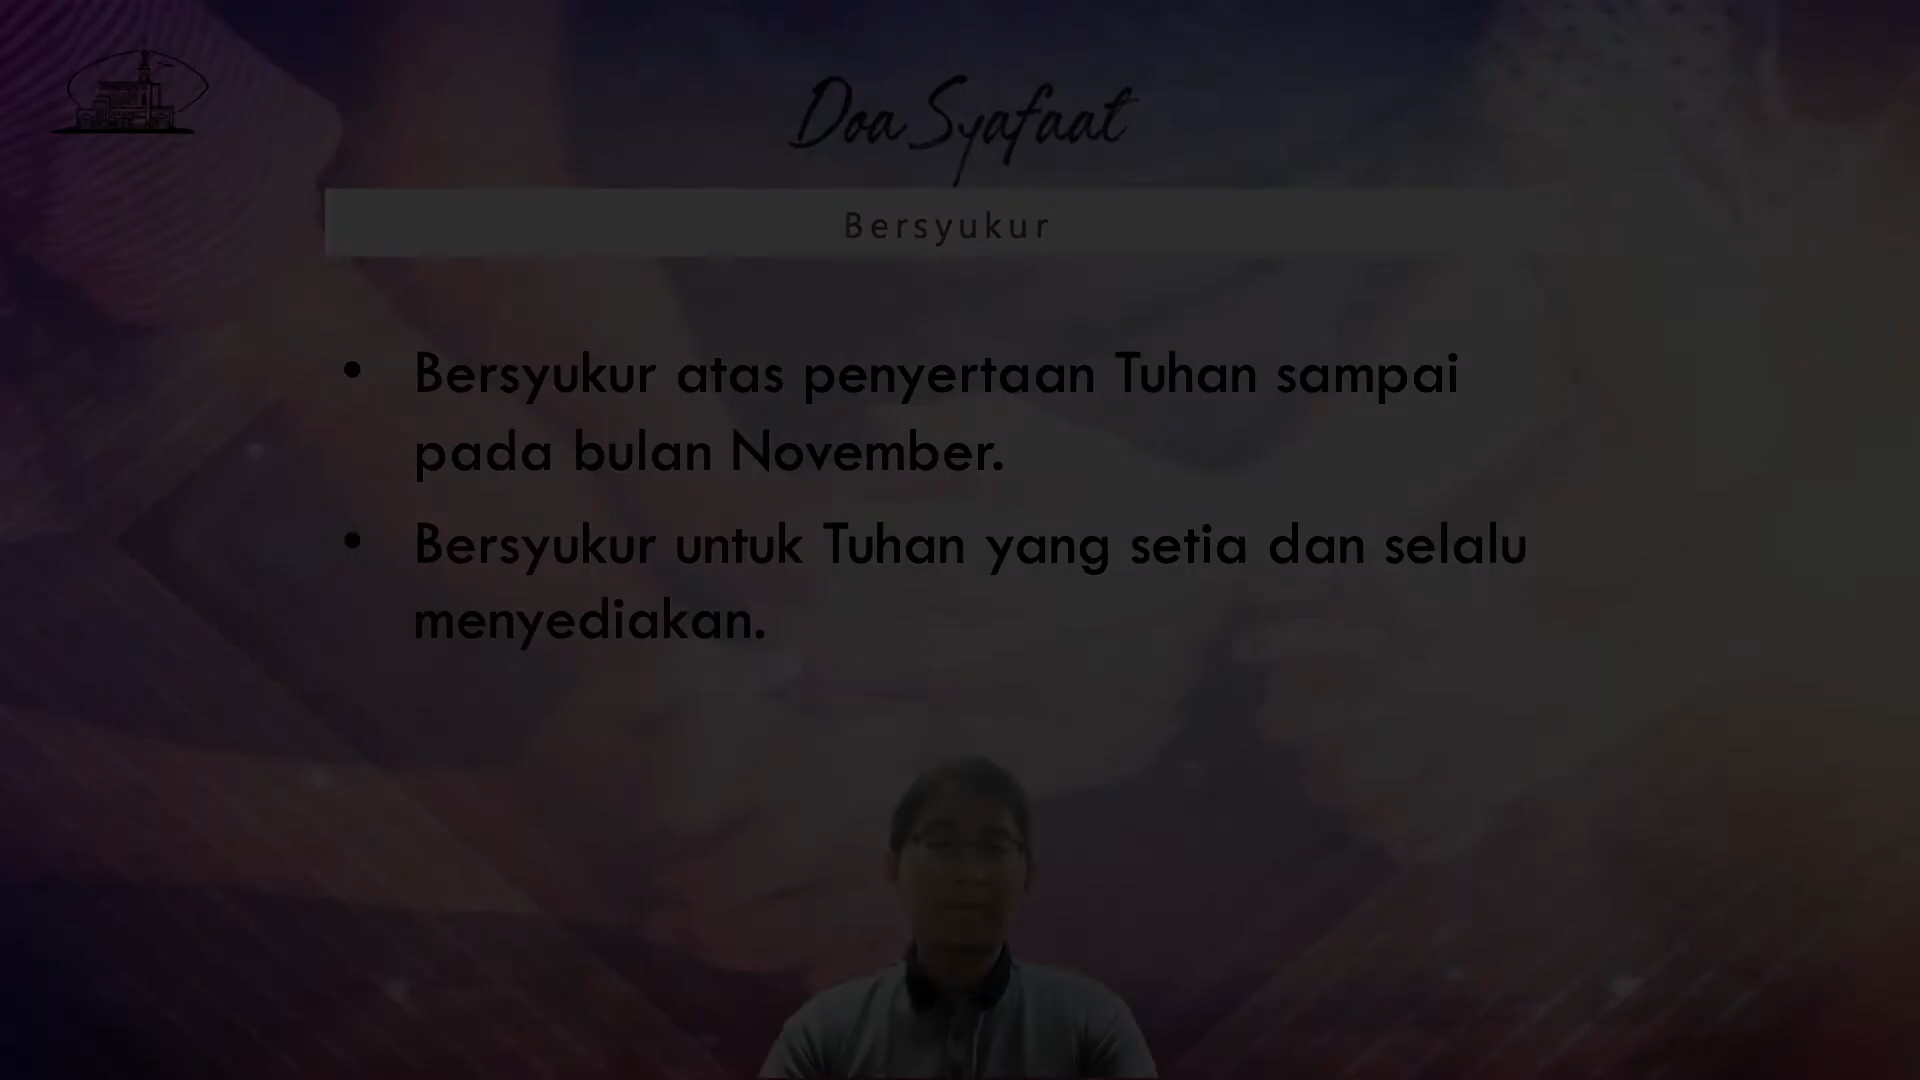 Doa Syafaat
Bersyukur
• Bersyukur atas penyertaan Tuhan sampai
pada bulan November.
• Bersyukur untuk Tuhan yang setia dan selalu
menyediakan.